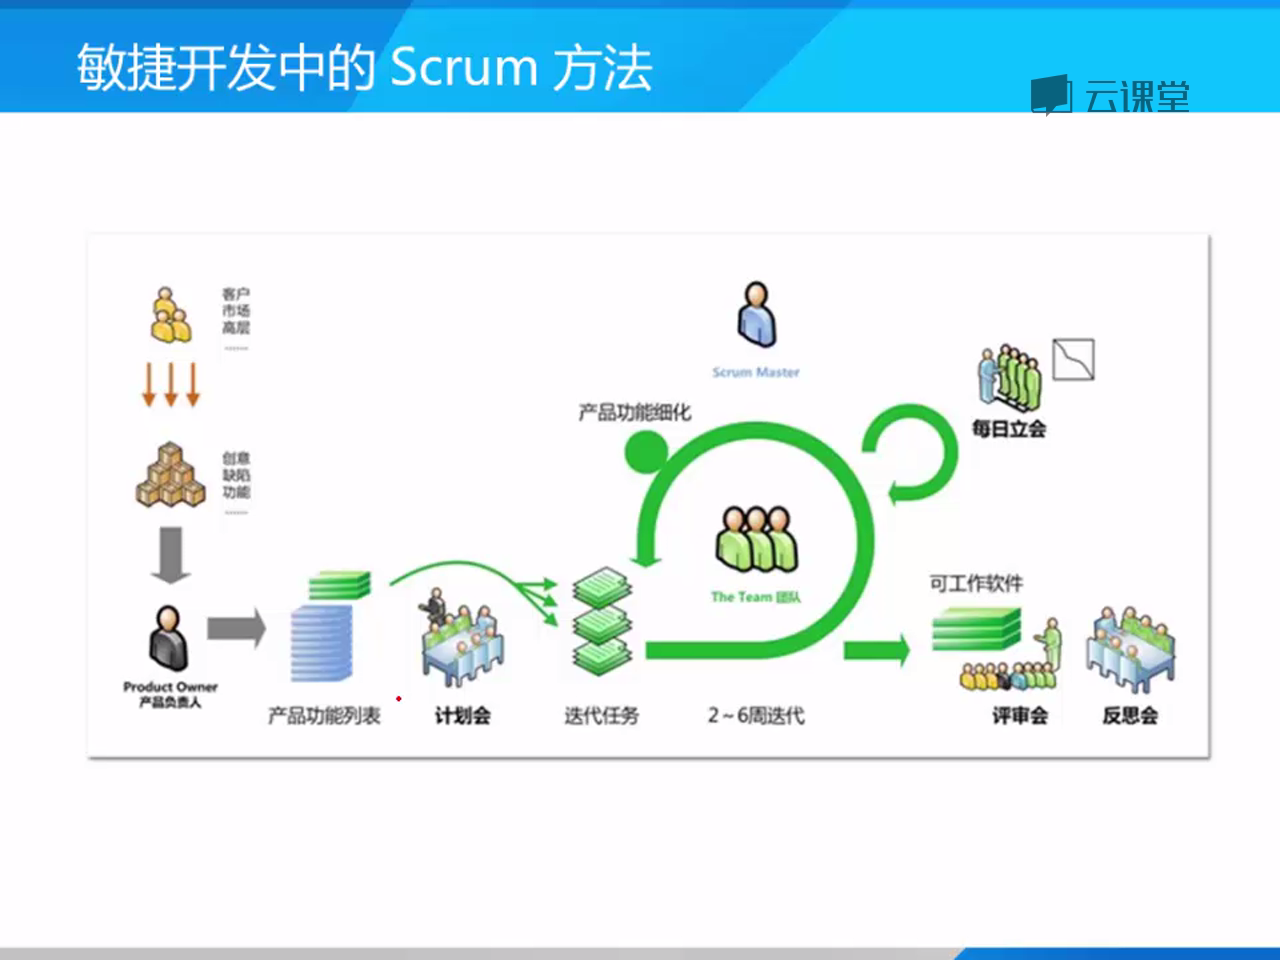 敏捷开发中的 Scrum 方法
云课堂
客户
市场
高层
......
Scrum Master
产品功能细化
每日立会
创意
缺陷
功能
......
The Team 团队
可工作软件
Product Owner
产品负责人
产品功能列表
计划会
迭代任务
2~6周迭代
评审会
反思会